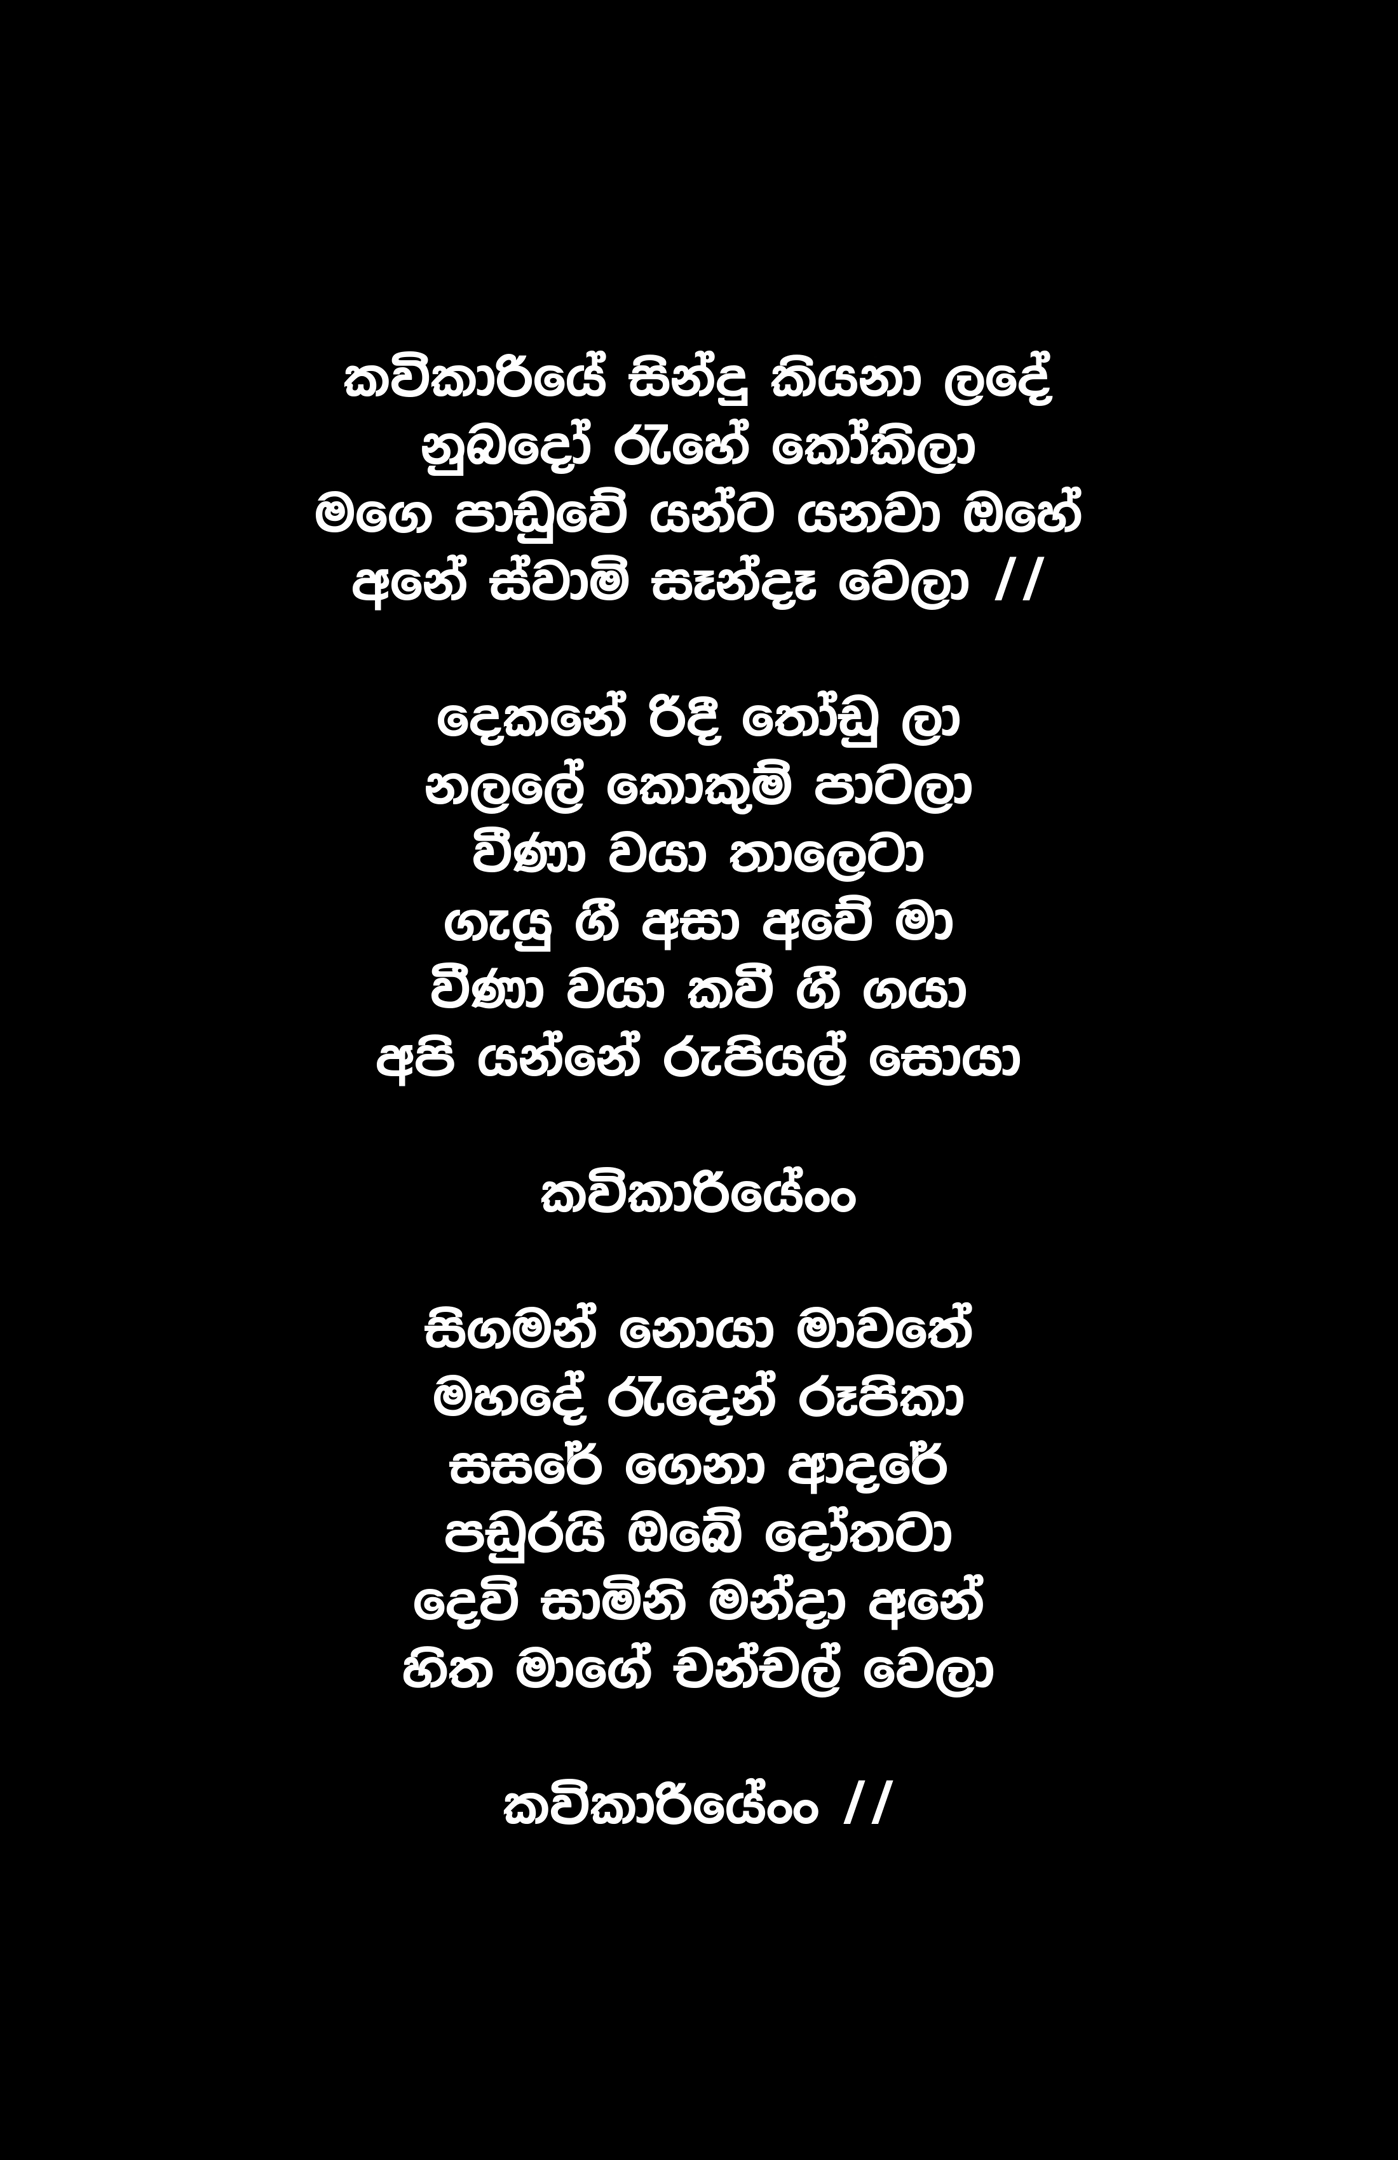 කවිකාරියේ සින්දු කියනා ලදේ
නුබදෝ රැහේ කෝකිලා
මගෙ පාඩුවේ යන්ට යනවා ඔහේ
අනේ ස්වාමි සෑන්දෑ වෙලා //
දෙකනේ රිදී තෝඩු ලා
නලලේ කොකුම් පාටලා
වීණා වයා තාලෙටා
ගැයු ගී අසා අවේ මා
වීණා වයා කවී ගී ගයා
අපි යන්නේ රුපියල් සොයා
කවිකාරියේංං
සිගමන් නොයා මාවතේ
මහදේ රැදෙන් රූපිකා
සසරේ ගෙනා ආදරේ
පඩුරයි ඔබේ දෝතටා
දෙවි සාමිනි මන්දා අනේ
හිත මාගේ චන්චල් වෙලා
කවිකාරියේංං //